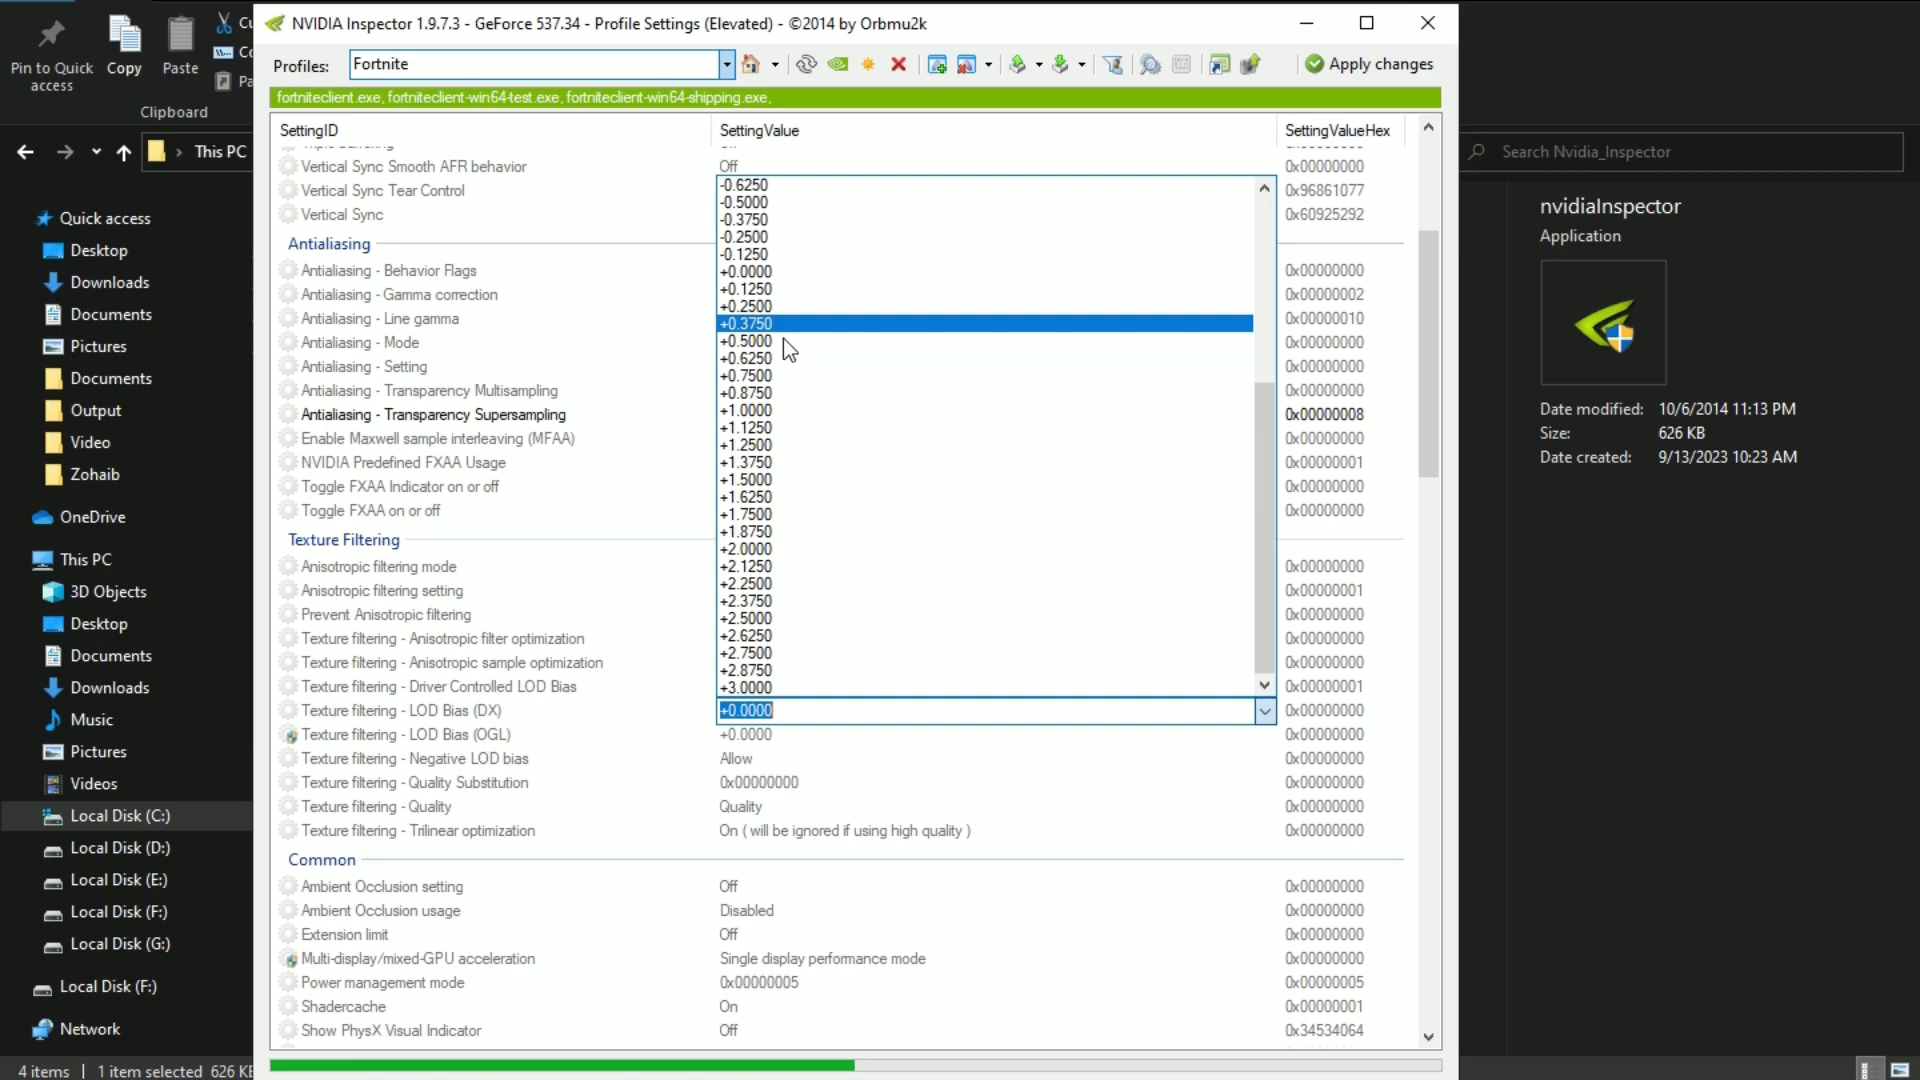 NVIDIA Inspector 1.9.7.3 - GeForce 537.34 - Profile Settings (Elevated) - ©2014 by Orbmu2k
Pin to Quick access
Copy
Paste
Clipboard
Profiles:
Fortnite
Apply changes
fortniteclient.exe, fortniteclient-win64-test.exe, fortniteclient-win64-shipping.exe,
This PC
Search Nvidia_Inspector
Quick access
Desktop
Downloads
Documents
Pictures
Documents
Output
Video
Zohaib
OneDrive
This PC
3D Objects
Desktop
Documents
Downloads
Music
Pictures
Videos
Local Disk (C:)
Local Disk (D:)
Local Disk (E:)
Local Disk (F:)
Local Disk (G:)
Local Disk (F:)
Network
4 items
1 item selected
626 KE
SettingID SettingValue SettingValueHex
Vertical Sync Smooth AFR behavior Off 0x00000000
Vertical Sync Tear Control 0x96861077
Vertical Sync 0x60925292
Antialiasing
Antialiasing - Behavior Flags 0x00000000
Antialiasing - Gamma correction 0x00000002
Antialiasing - Line gamma 0x00000010
Antialiasing - Mode 0x00000000
Antialiasing - Setting 0x00000000
Antialiasing - Transparency Multisampling 0x00000000
Antialiasing - Transparency Supersampling 0x00000008
Enable Maxwell sample interleaving (MFAA) 0x00000000
NVIDIA Predefined FXAA Usage 0x00000001
Toggle FXAA Indicator on or off 0x00000000
Toggle FXAA on or off 0x00000000
Texture Filtering
Anisotropic filtering mode 0x00000000
Anisotropic filtering setting 0x00000001
Prevent Anisotropic filtering 0x00000000
Texture filtering - Anisotropic filter optimization 0x00000000
Texture filtering - Anisotropic sample optimization 0x00000000
Texture filtering - Driver Controlled LOD Bias 0x00000001
-0.6250
-0.5000
-0.3750
-0.2500
-0.1250
+0.0000
+0.1250
+0.2500
+0.3750
+0.5000
+0.6250
+0.7500
+0.8750
+1.0000
+1.1250
+1.2500
+1.3750
+1.5000
+1.6250
+1.7500
+1.8750
+2.0000
+2.1250
+2.2500
+2.3750
+2.5000
+2.6250
+2.7500
+2.8750
+3.0000
Texture filtering - LOD Bias (DX) +0.0000 0x00000000
Texture filtering - LOD Bias (OGL) +0.0000 0x00000000
Texture filtering - Negative LOD bias Allow 0x00000000
Texture filtering - Quality Substitution 0x00000000 0x00000000
Texture filtering - Quality Quality 0x00000000
Texture filtering - Trilinear optimization On ( will be ignored if using high quality ) 0x00000000
Common
Ambient Occlusion setting Off 0x00000000
Ambient Occlusion usage Disabled 0x00000000
Extension limit Off 0x00000000
Multi-display/mixed-GPU acceleration Single display performance mode 0x00000000
Power management mode 0x00000005 0x00000005
Shadercache On 0x00000001
Show PhysX Visual Indicator Off 0x34534064
nvidiaInspector
Application
Date modified: 10/6/2014 11:13 PM
Size: 626 KB
Date created: 9/13/2023 10:23 AM